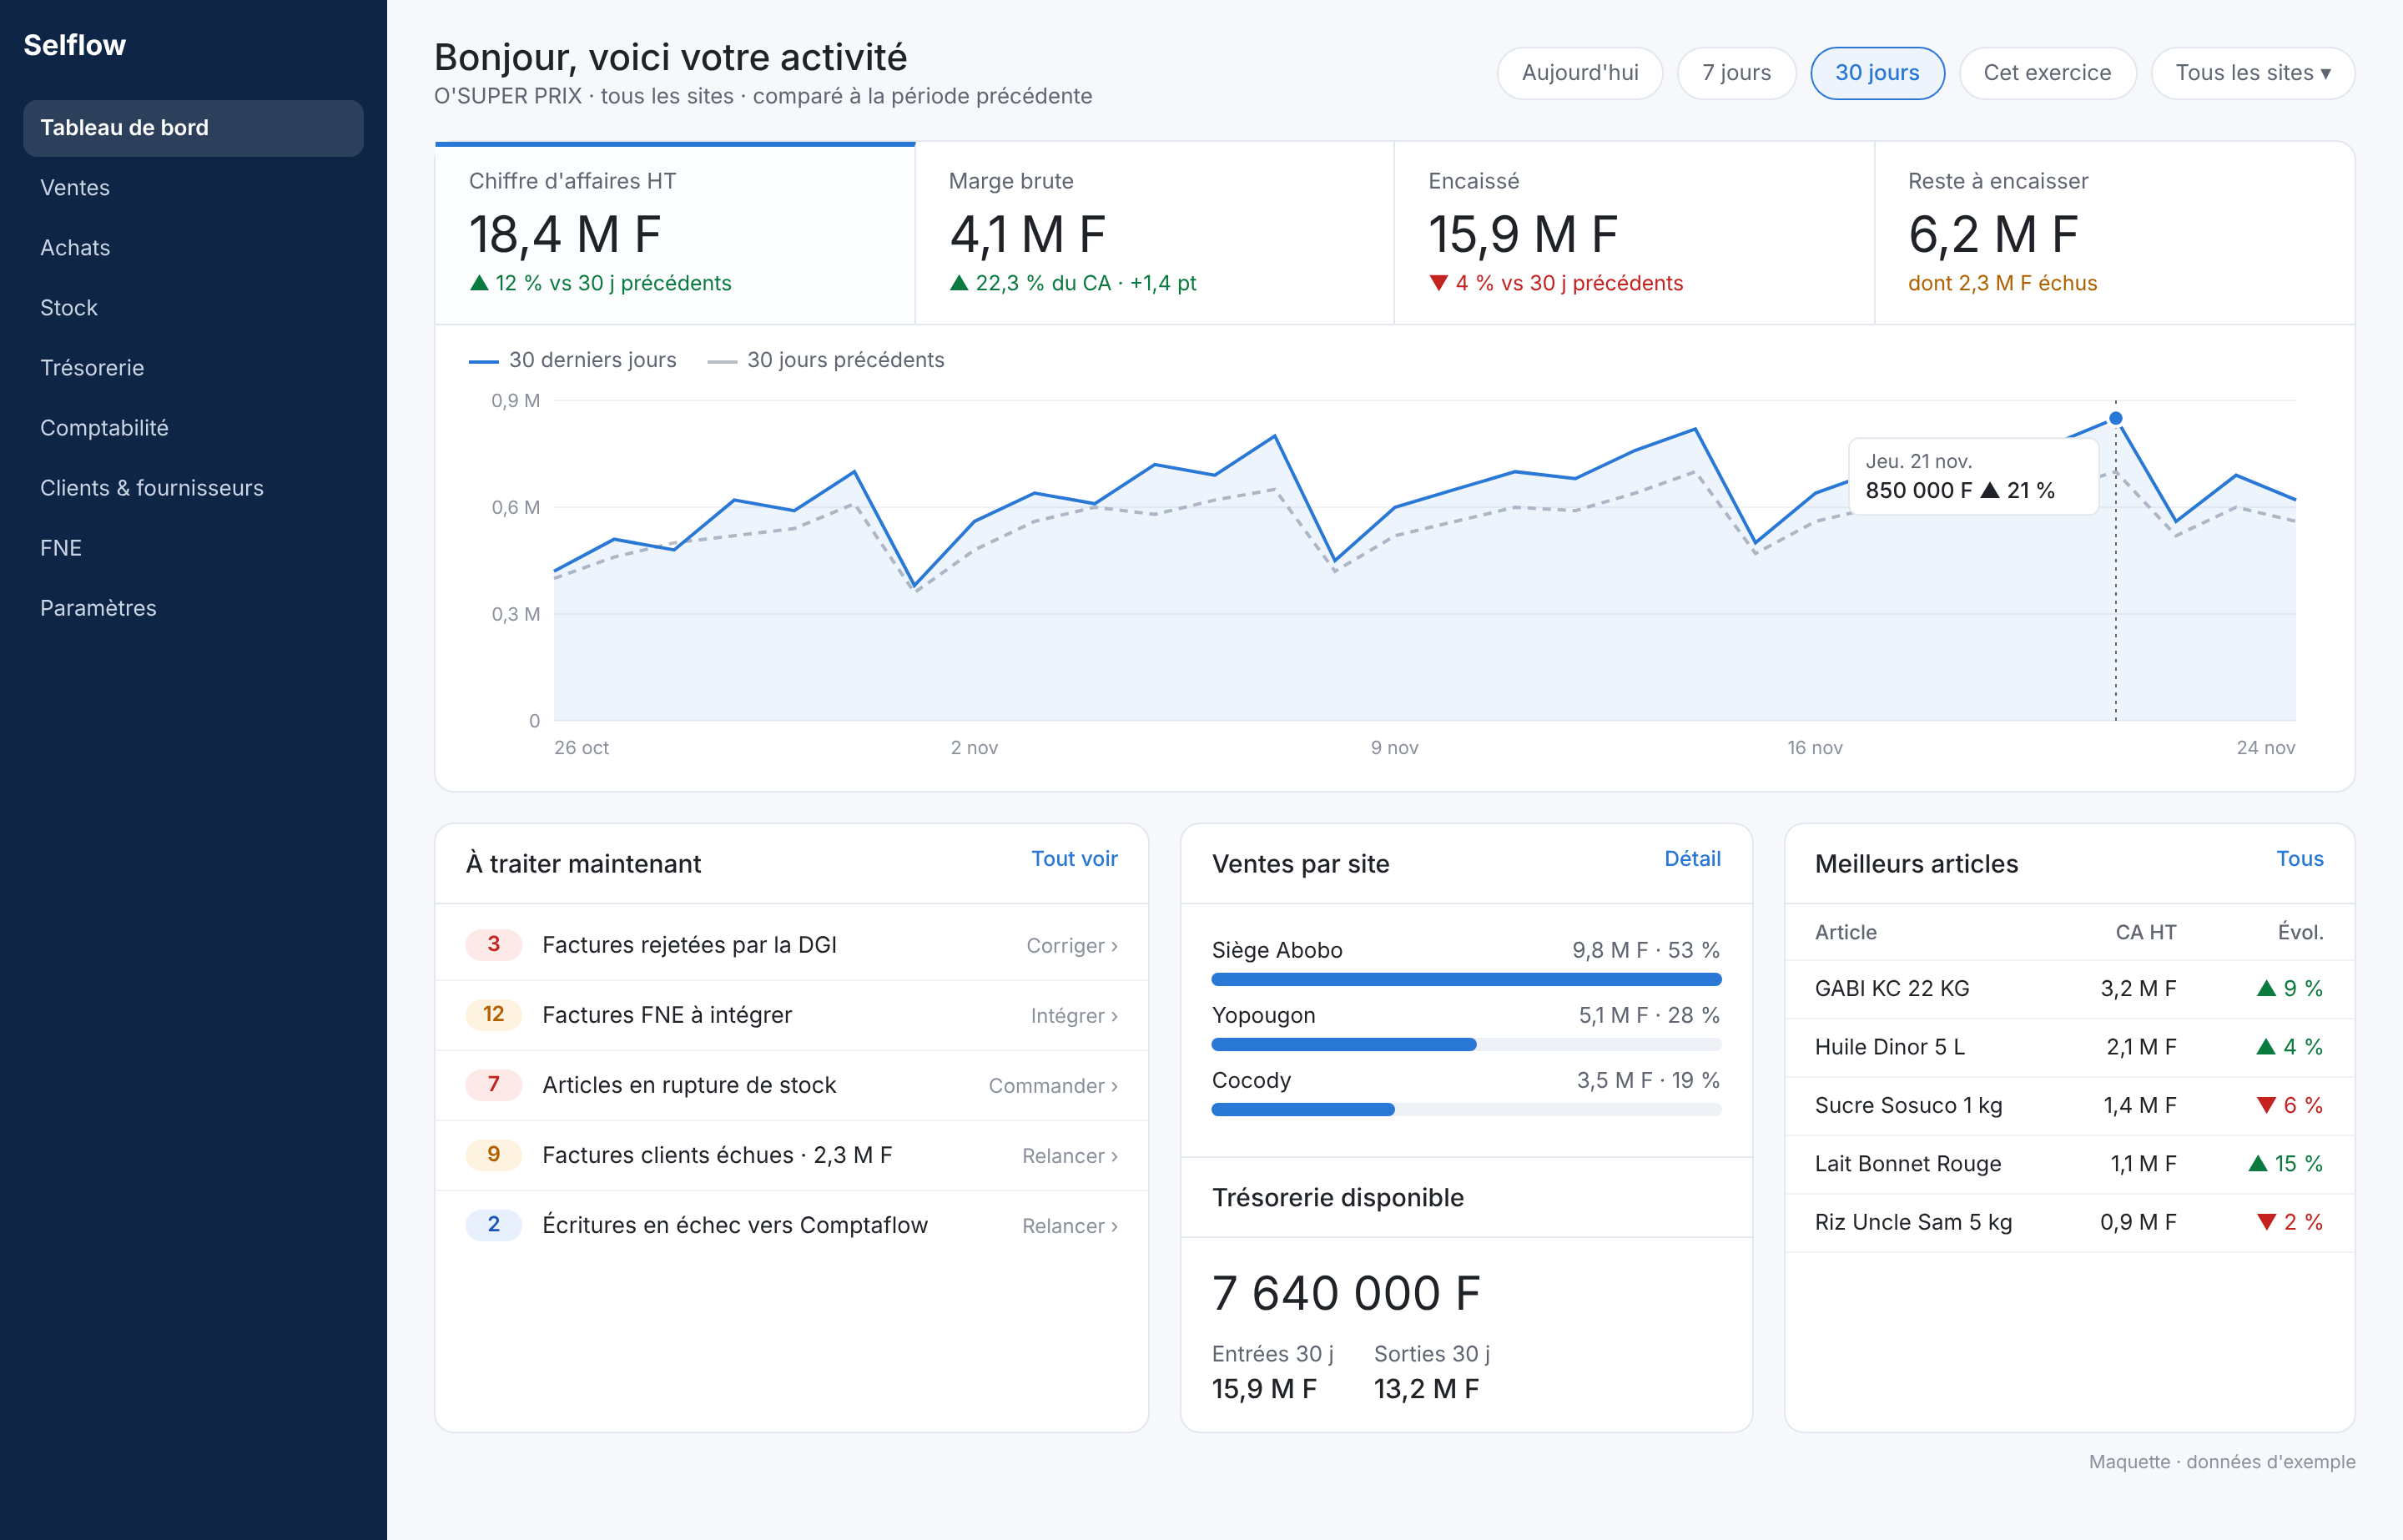 Selflow
Tableau de bord
Ventes
Achats
Stock
Trésorerie
Comptabilité
Clients & fournisseurs
FNE
Paramètres
Bonjour, voici votre activité
O'SUPER PRIX · tous les sites · comparé à la période précédente
Aujourd'hui
7 jours
30 jours
Cet exercice
Tous les sites ▾
Chiffre d'affaires HT
18,4 M F
▲ 12 % vs 30 j précédents
Marge brute
4,1 M F
▲ 22,3 % du CA · +1,4 pt
Encaissé
15,9 M F
▼ 4 % vs 30 j précédents
Reste à encaisser
6,2 M F
dont 2,3 M F échus
30 derniers jours
30 jours précédents
0,9 M
0,6 M
0,3 M
0
Jeu. 21 nov.
850 000 F ▲ 21 %
26 oct
2 nov
9 nov
16 nov
24 nov
À traiter maintenant
Tout voir
3 Factures rejetées par la DGI Corriger ›
12 Factures FNE à intégrer Intégrer ›
7 Articles en rupture de stock Commander ›
9 Factures clients échues · 2,3 M F Relancer ›
2 Écritures en échec vers Comptaflow Relancer ›
Ventes par site
Détail
Siège Abobo 9,8 M F · 53 %
Yopougon 5,1 M F · 28 %
Cocody 3,5 M F · 19 %
Trésorerie disponible
7 640 000 F
Entrées 30 j
15,9 M F
Sorties 30 j
13,2 M F
Meilleurs articles
Tous
Article CA HT Évol.
GABI KC 22 KG 3,2 M F ▲ 9 %
Huile Dinor 5 L 2,1 M F ▲ 4 %
Sucre Sosuco 1 kg 1,4 M F ▼ 6 %
Lait Bonnet Rouge 1,1 M F ▲ 15 %
Riz Uncle Sam 5 kg 0,9 M F ▼ 2 %
Maquette · données d'exemple